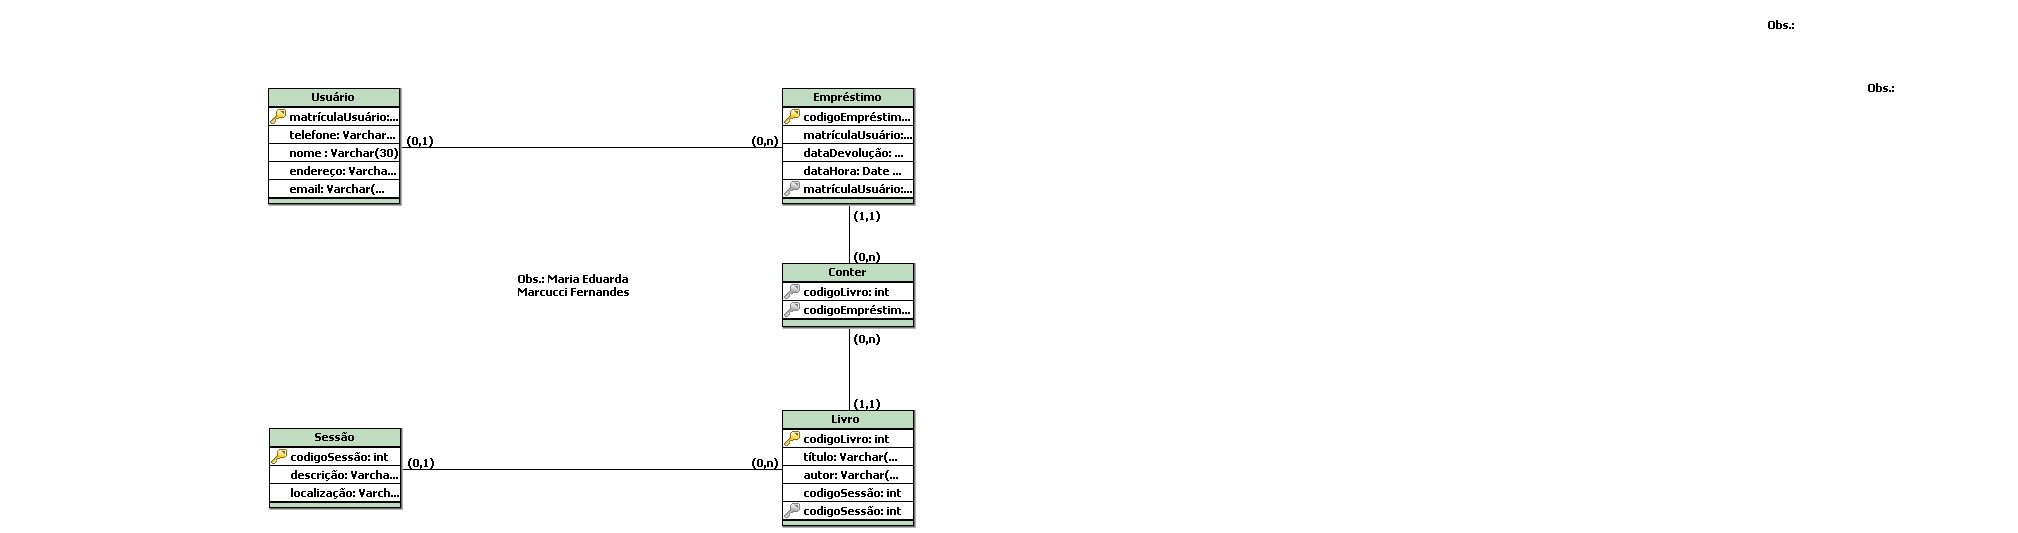 Obs.:
Obs.:
Usuário
matrículaUsuário:...
telefone: Varchar...
nome : Varchar(30)
endereço: Varcha...
email: Varchar(...
(0,1)
(0,n)
Empréstimo
codigoEmpréstim...
matrículaUsuário:...
dataDevolução: ...
dataHora: Date ...
matrículaUsuário:...
(1,1)
(0,n)
Obs.: Maria Eduarda
Marcucci Fernandes
Conter
codigoLivro: int
codigoEmpréstim...
(0,n)
(1,1)
Sessão
codigoSessão: int
descrição: Varcha...
localização: Varch...
(0,1)
(0,n)
Livro
codigoLivro: int
título: Varchar(...
autor: Varchar(...
codigoSessão: int
codigoSessão: int